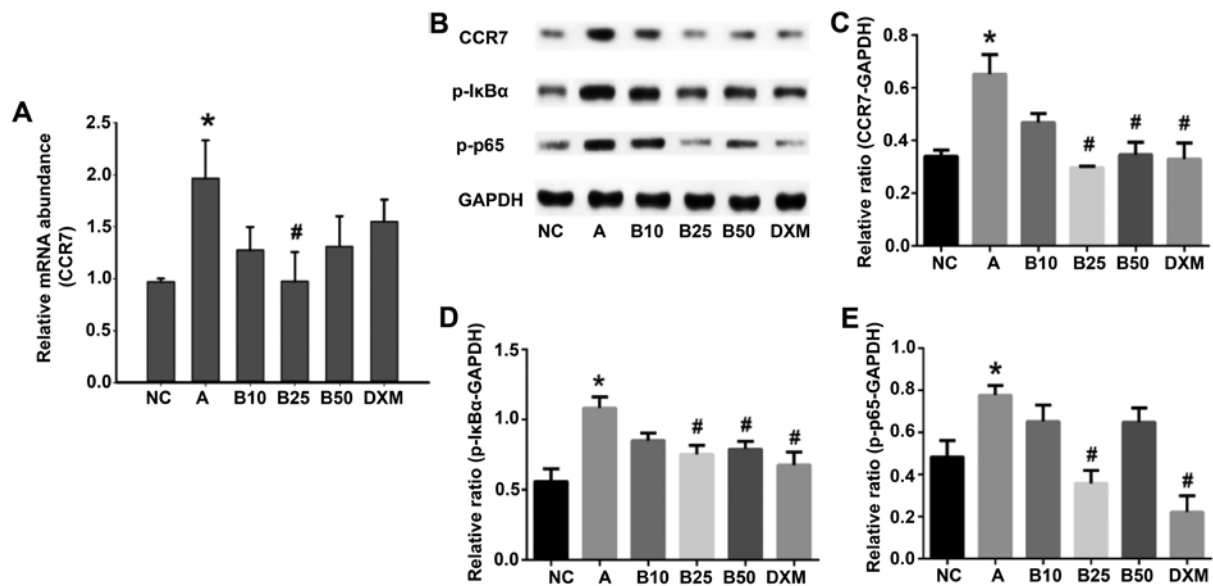 A
Relative mRNA abundance
(CCR7)
2.5
2.0
1.5
1.0
0.5
0.0
*
#
NC A B10 B25 B50 DXM
B
CCR7
p-IκBα
p-p65
GAPDH
NC A B10 B25 B50 DXM
C
Relative ratio (CCR7-GAPDH)
0.8
0.6
0.4
0.2
0.0
*
# # #
NC A B10 B25 B50 DXM
D
Relative ratio (p-IκBα-GAPDH)
1.5
1.0
0.5
0.0
*
# # #
NC A B10 B25 B50 DXM
E
Relative ratio (p-p65-GAPDH)
1.0
0.8
0.6
0.4
0.2
0.0
*
# #
NC A B10 B25 B50 DXM